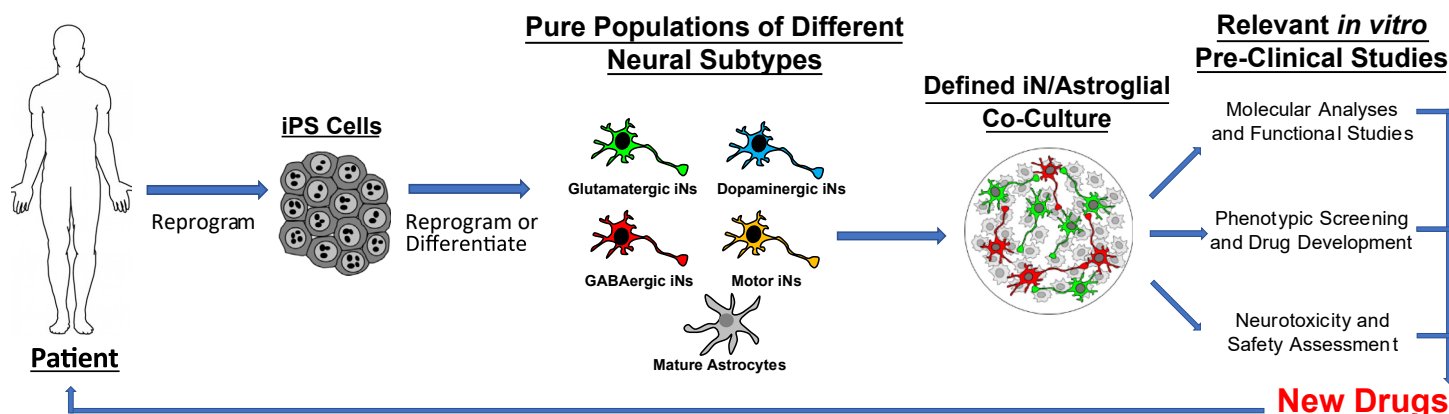 Patient
Reprogram
iPS Cells
Reprogram or
Differentiate
Pure Populations of Different
Neural Subtypes
Glutamatergic iNs
Dopaminergic iNs
GABAergic iNs
Motor iNs
Mature Astrocytes
Defined iN/Astroglial
Co-Culture
Relevant in vitro
Pre-Clinical Studies
Molecular Analyses
and Functional Studies
Phenotypic Screening
and Drug Development
Neurotoxicity and
Safety Assessment
New Drugs